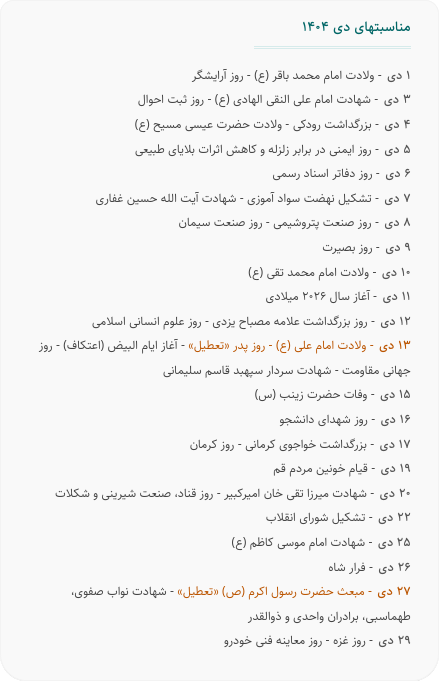 مناسبتهای دی ۱۴۰۴
۱ دی - ولادت امام محمد باقر (ع) - روز آرایشگر
۳ دی - شهادت امام علی النقی الهادی (ع) - روز ثبت احوال
۴ دی - بزرگداشت رودکی - ولادت حضرت عیسی مسیح (ع)
۵ دی - روز ایمنی در برابر زلزله و کاهش اثرات بلایای طبیعی
۶ دی - روز دفاتر اسناد رسمی
۷ دی - تشکیل نهضت سواد آموزی - شهادت آیت الله حسین غفاری
۸ دی - روز صنعت پتروشیمی - روز صنعت سیمان
۹ دی - روز بصیرت
۱۰ دی - ولادت امام محمد تقی (ع)
۱۱ دی - آغاز سال ۲۰۲۶ میلادی
۱۲ دی - روز بزرگداشت علامه مصباح یزدی - روز علوم انسانی اسلامی
۱۳ دی - ولادت امام علی (ع) - روز پدر «تعطیل» - آغاز ایام البیض (اعتکاف) - روز
جهانی مقاومت - شهادت سردار سپهبد قاسم سلیمانی
۱۵ دی - وفات حضرت زینب (س)
۱۶ دی - روز شهدای دانشجو
۱۷ دی - بزرگداشت خواجوی کرمانی - روز کرمان
۱۹ دی - قیام خونین مردم قم
۲۰ دی - شهادت میرزا تقی خان امیرکبیر - روز قناد، صنعت شیرینی و شکلات
۲۲ دی - تشکیل شورای انقلاب
۲۵ دی - شهادت امام موسی کاظم (ع)
۲۶ دی - فرار شاه
۲۷ دی - مبعث حضرت رسول اکرم (ص) «تعطیل» - شهادت نواب صفوی،
طهماسبی، برادران واحدی و ذوالقدر
۲۹ دی - روز غزه - روز معاینه فنی خودرو